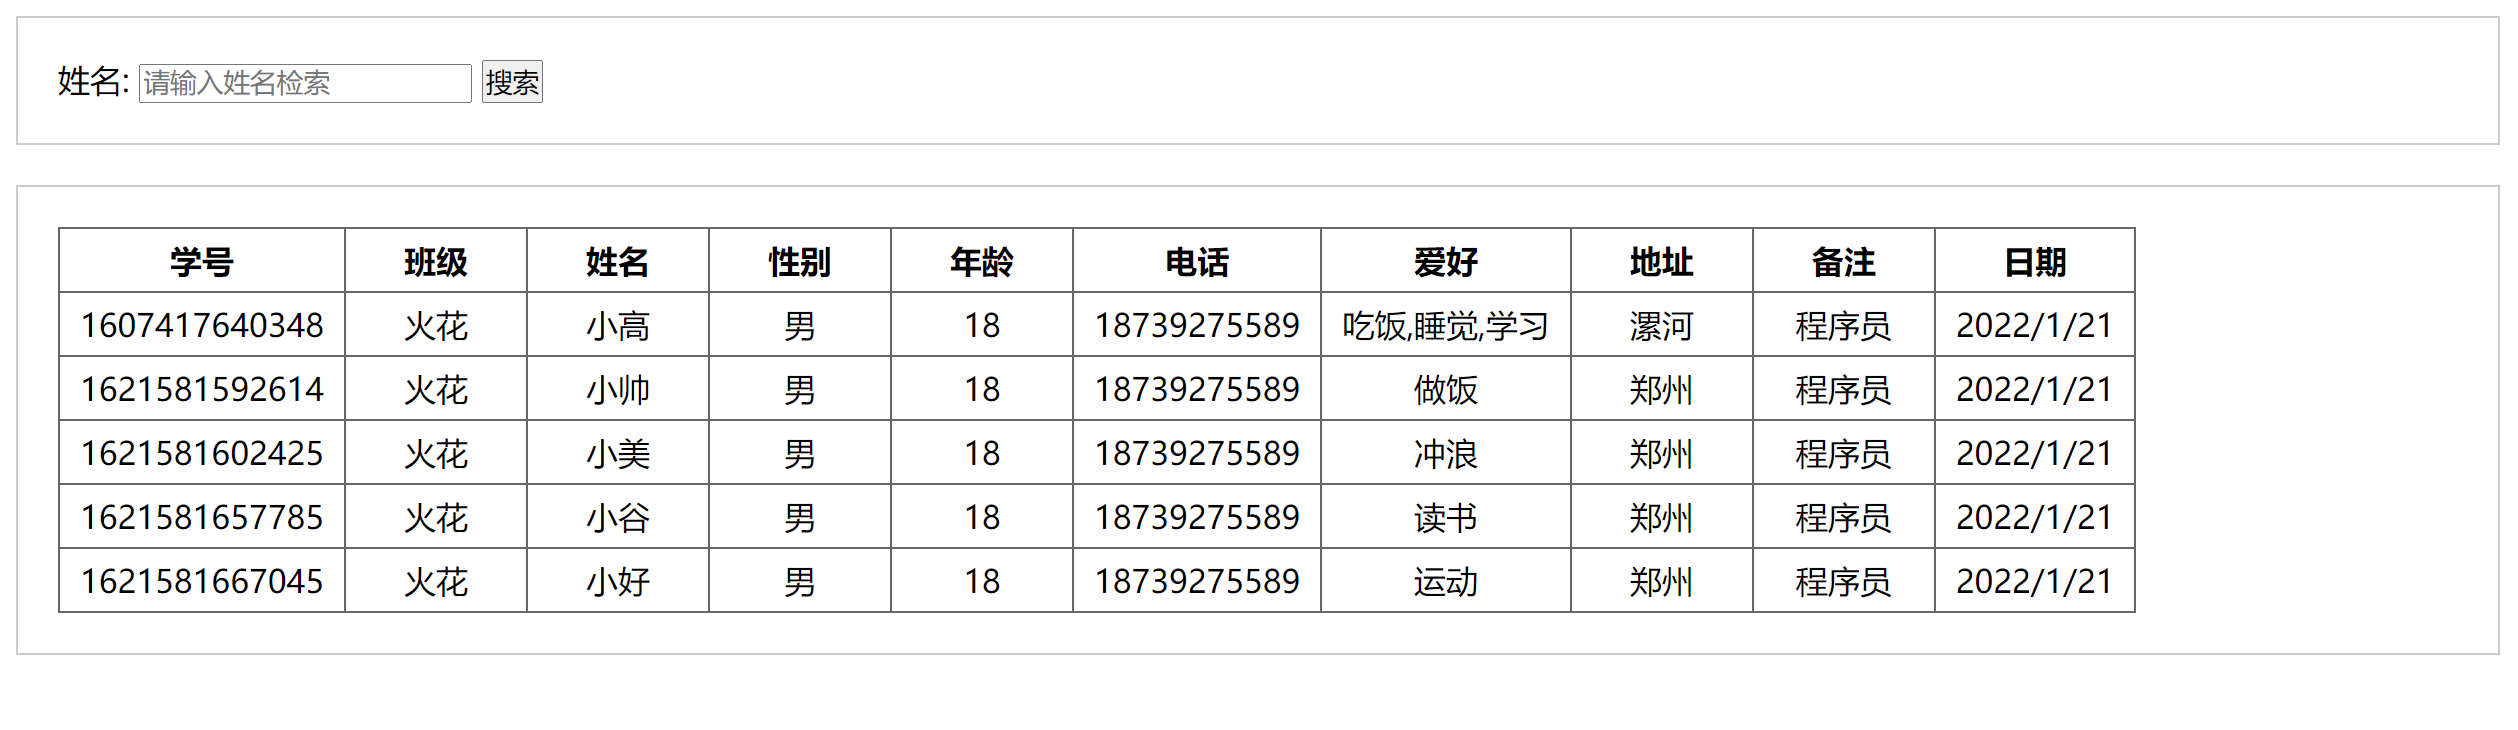 姓名: 请输入姓名检索 搜索
学号 班级 姓名 性别 年龄 电话 爱好 地址 备注 日期
1607417640348 火花 小高 男 18 18739275589 吃饭,睡觉,学习 漯河 程序员 2022/1/21
1621581592614 火花 小帅 男 18 18739275589 做饭 郑州 程序员 2022/1/21
1621581602425 火花 小美 男 18 18739275589 冲浪 郑州 程序员 2022/1/21
1621581657785 火花 小谷 男 18 18739275589 读书 郑州 程序员 2022/1/21
1621581667045 火花 小好 男 18 18739275589 运动 郑州 程序员 2022/1/21